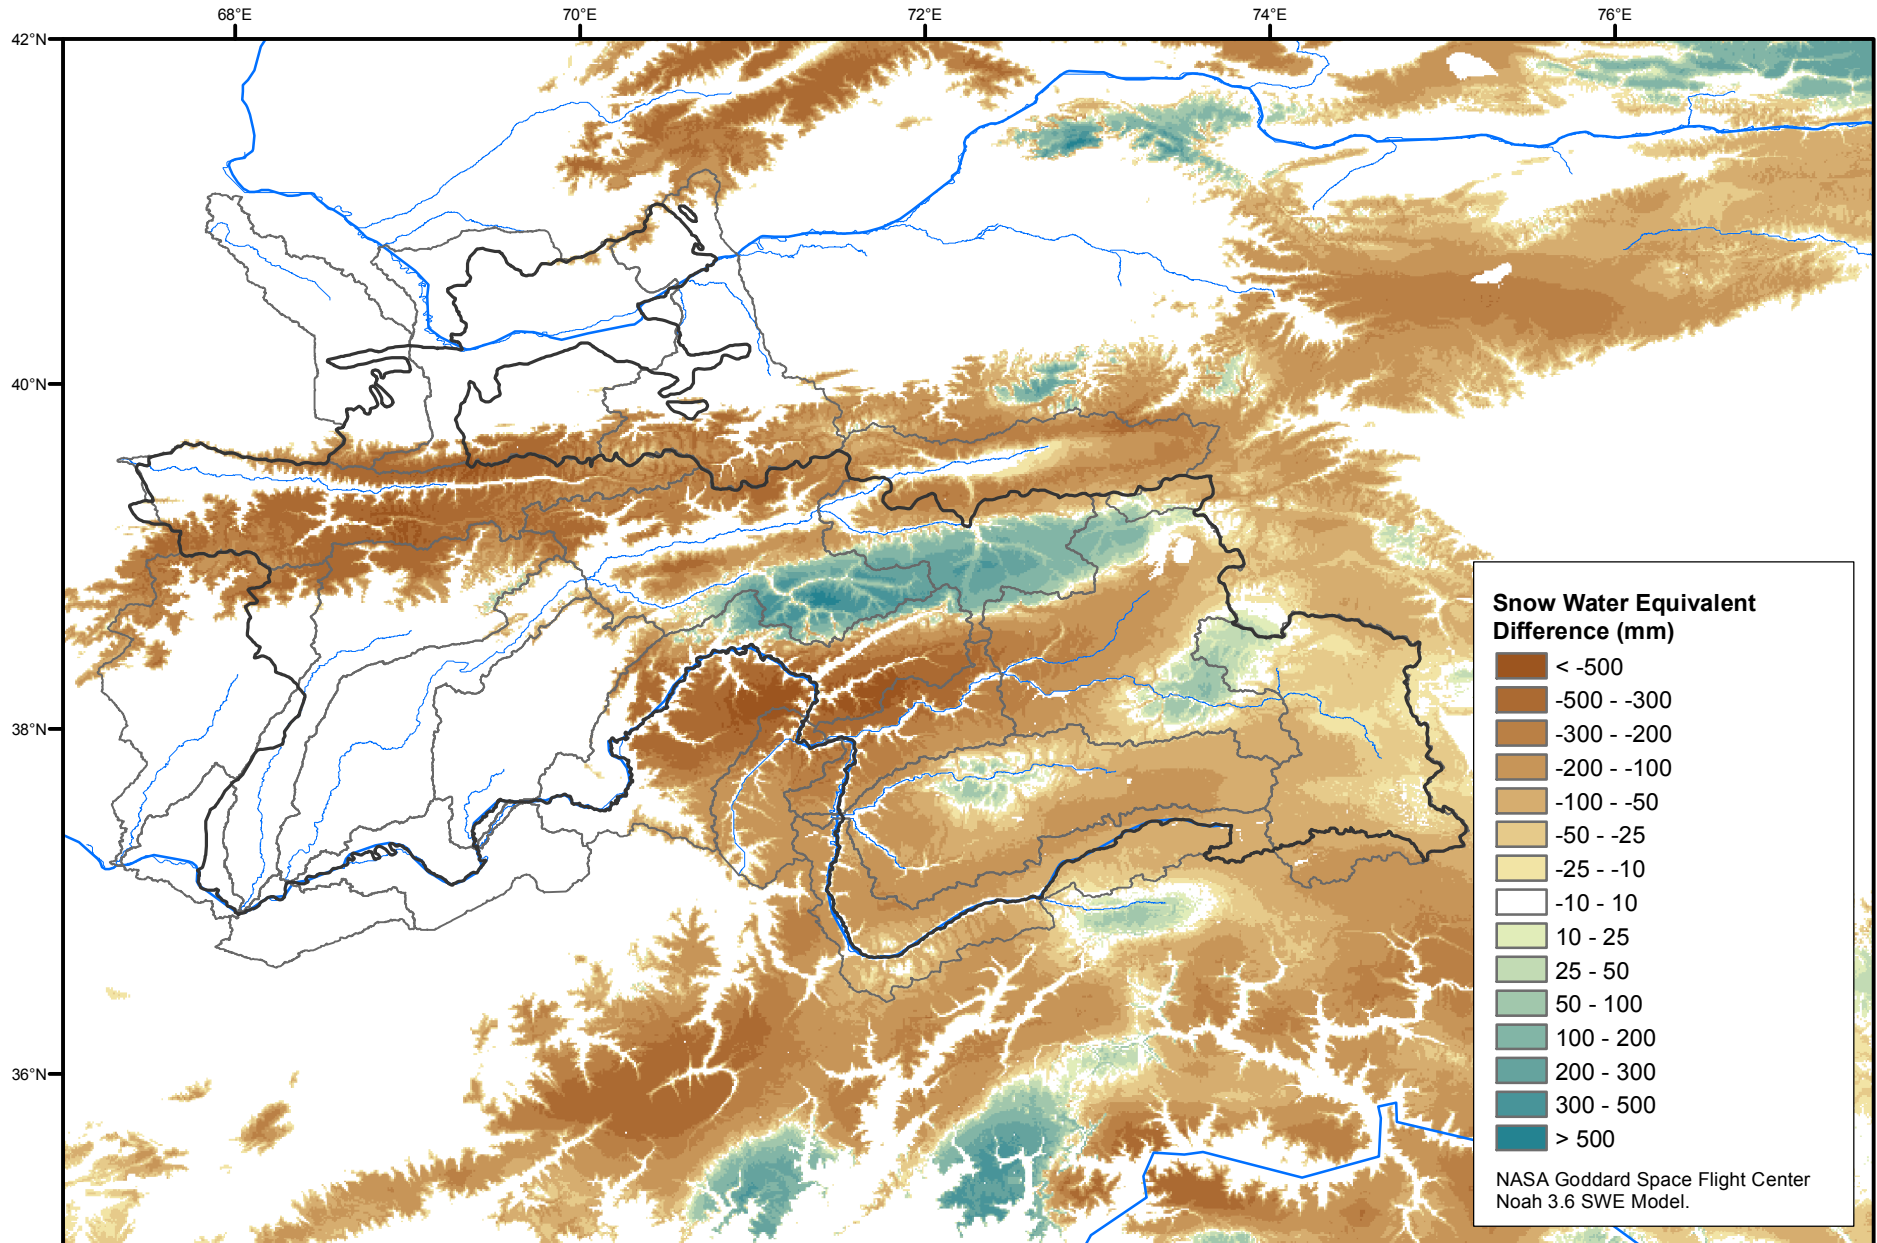 68°E 70°E 72°E 74°E 76°E
42°N
40°N
38°N
36°N
Snow Water Equivalent
Difference (mm)
< -500
-500 - -300
-300 - -200
-200 - -100
-100 - -50
-50 - -25
-25 - -10
-10 - 10
10 - 25
25 - 50
50 - 100
100 - 200
200 - 300
300 - 500
> 500
NASA Goddard Space Flight Center
Noah 3.6 SWE Model.